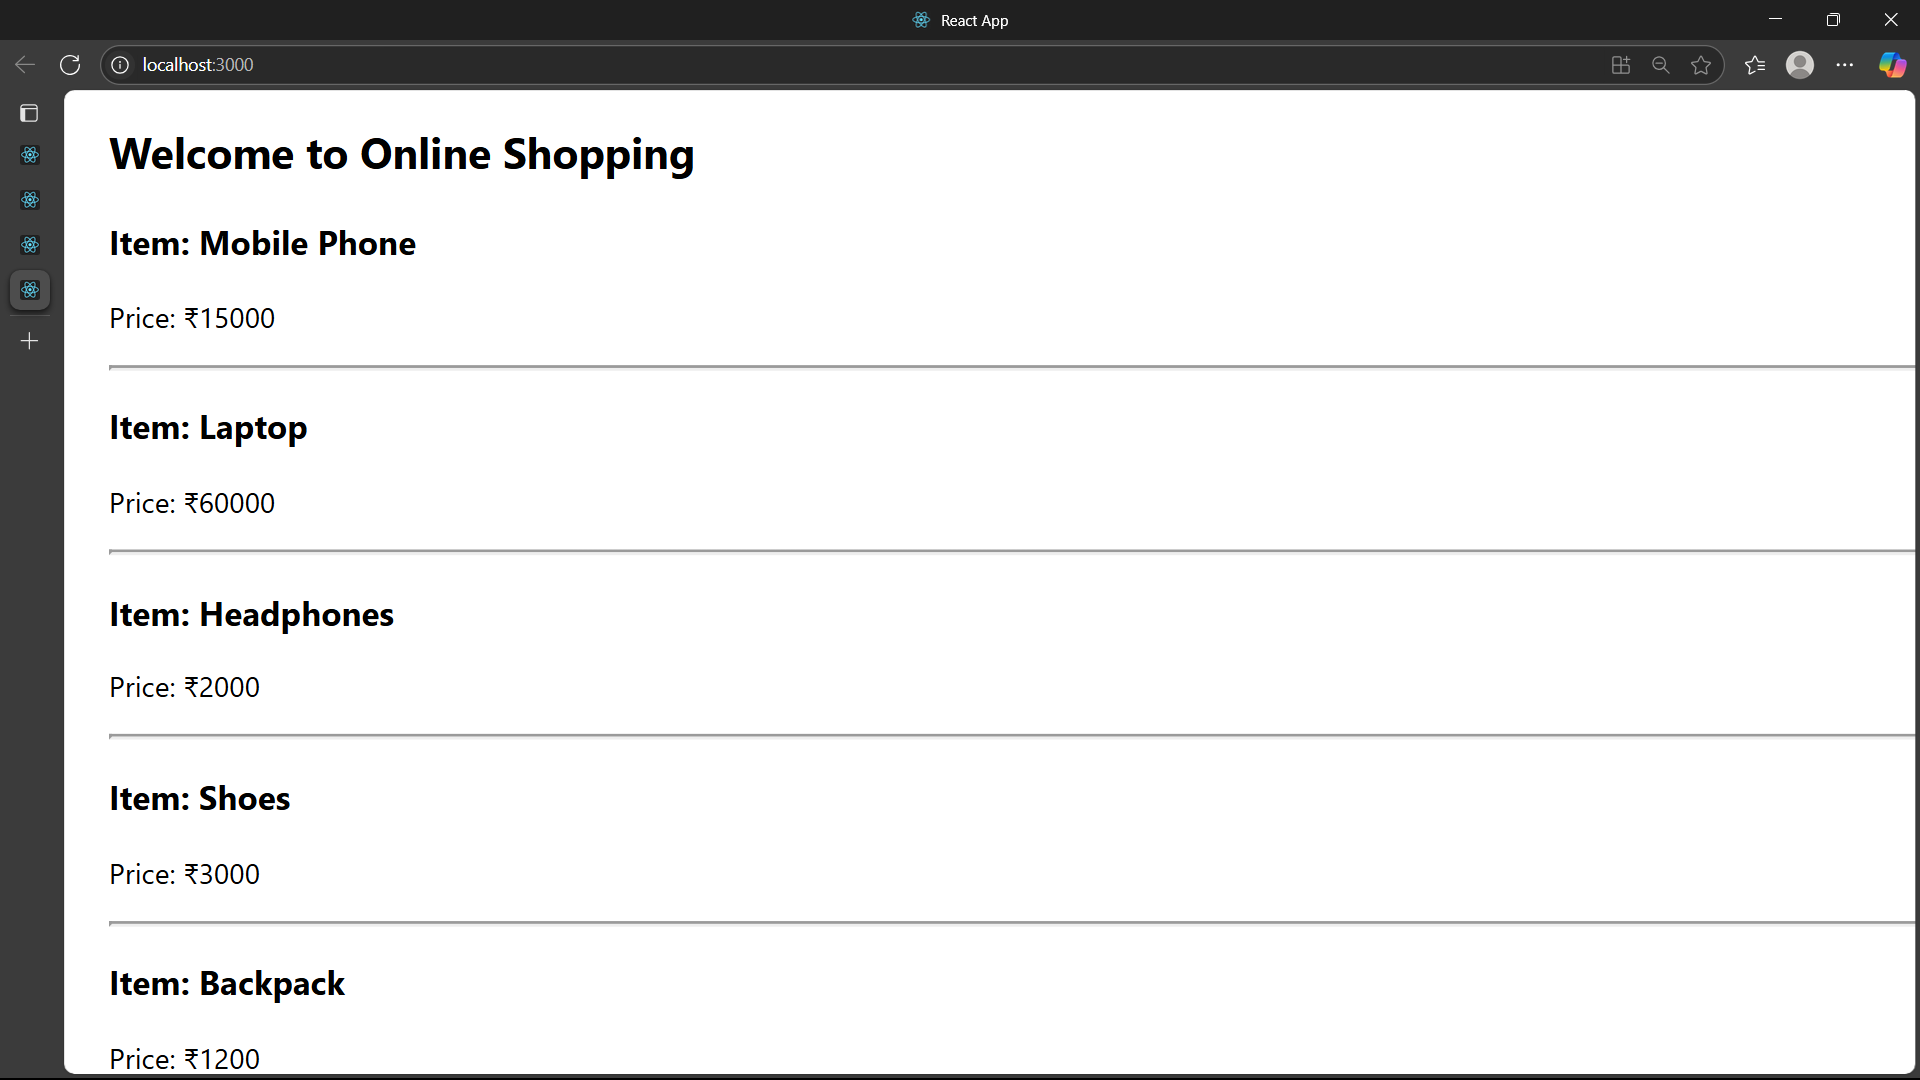 React App
localhost:3000
Welcome to Online Shopping
Item: Mobile Phone
Price: ₹15000
Item: Laptop
Price: ₹60000
Item: Headphones
Price: ₹2000
Item: Shoes
Price: ₹3000
Item: Backpack
Price: ₹1200